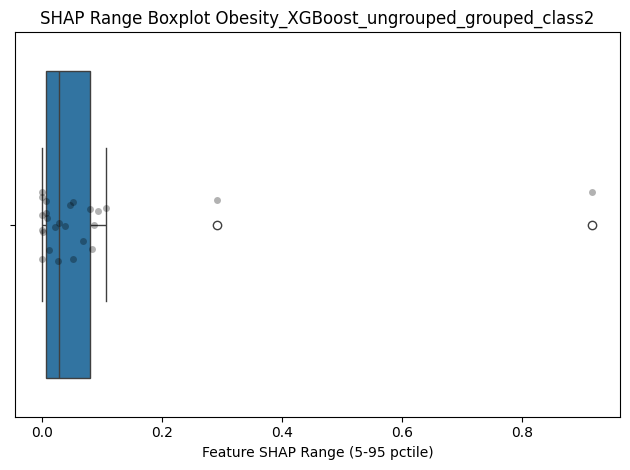 SHAP Range Boxplot Obesity_XGBoost_ungrouped_grouped_class2
0.0 0.2 0.4 0.6 0.8
Feature SHAP Range (5-95 pctile)